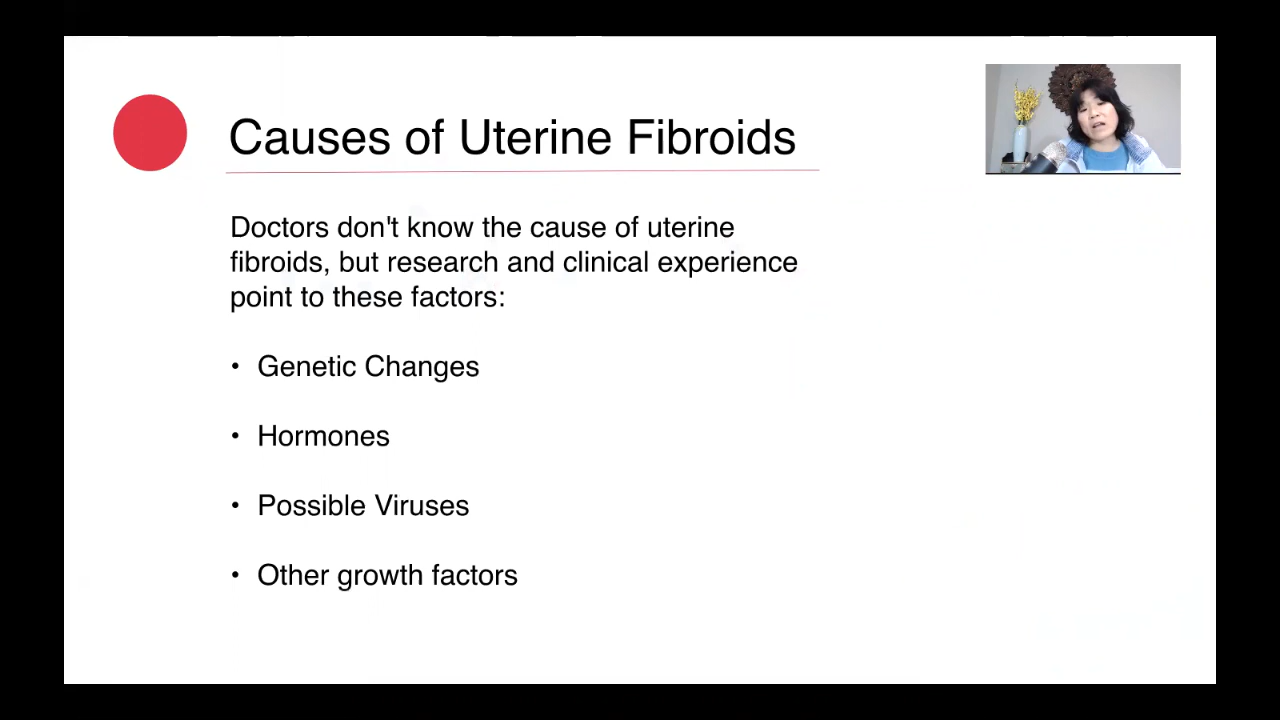 Causes of Uterine Fibroids
Doctors don't know the cause of uterine
fibroids, but research and clinical experience
point to these factors:
• Genetic Changes
• Hormones
• Possible Viruses
• Other growth factors